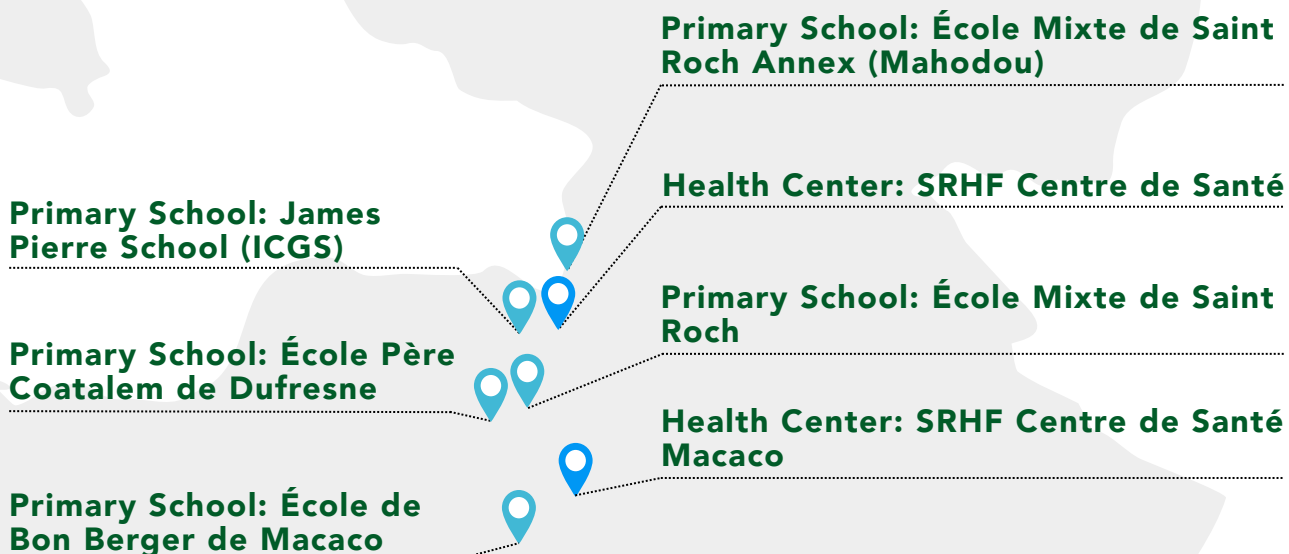 Primary School: École Mixte de Saint
Roch Annex (Mahodou)
Health Center: SRHF Centre de Santé
Primary School: James
Pierre School (ICGS)
Primary School: École Mixte de Saint
Roch
Primary School: École Père
Coatalem de Dufresne
Health Center: SRHF Centre de Santé
Macaco
Primary School: École de
Bon Berger de Macaco